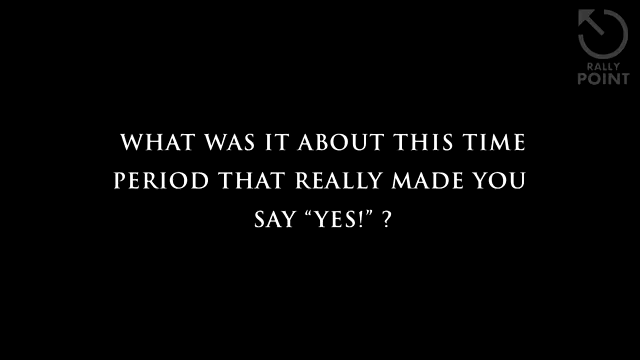 RALLY
POINT
WHAT WAS IT ABOUT THIS TIME
PERIOD THAT REALLY MADE YOU
SAY “YES!” ?